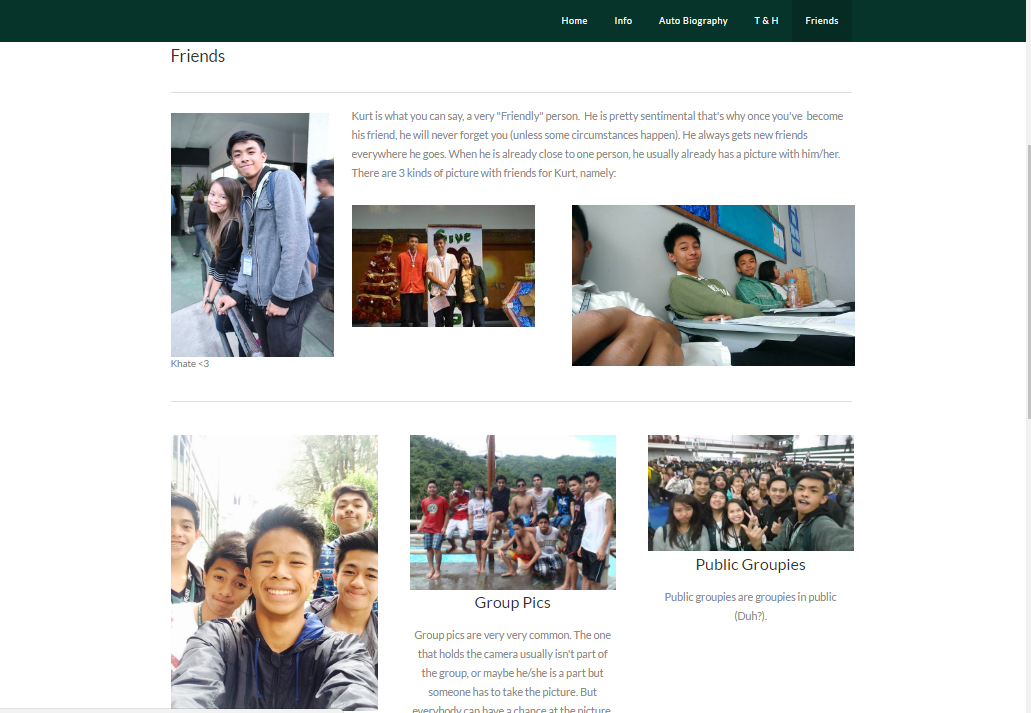 Home Info Auto Biography T & H Friends
Friends
Kurt is what you can say, a very "Friendly" person. He is pretty sentimental that's why once you've become
his friend, he will never forget you (unless some circumstances happen). He always gets new friends
everywhere he goes. When he is already close to one person, he usually already has a picture with him/her.
There are 3 kinds of picture with friends for Kurt, namely:
Give
Khate <3
Group Pics
Group pics are very very common. The one
that holds the camera usually isn't part of
the group, or maybe he/she is a part but
someone has to take the picture. But
everybody can have a chance at the picture
Public Groupies
Public groupies are groupies in public
(Duh?).